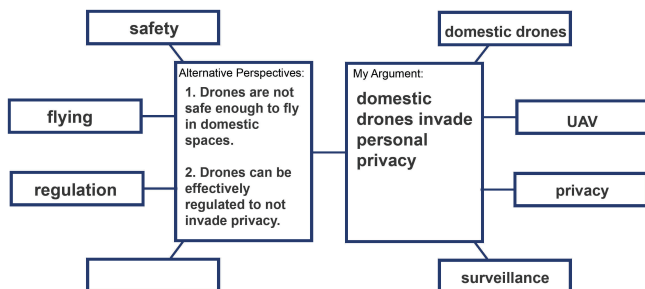 safety
flying
regulation
Alternative Perspectives:
1. Drones are not
safe enough to fly
in domestic
spaces.
2. Drones can be
effectively
regulated to not
invade privacy.
My Argument:
domestic
drones invade
personal
privacy
domestic drones
UAV
privacy
surveillance